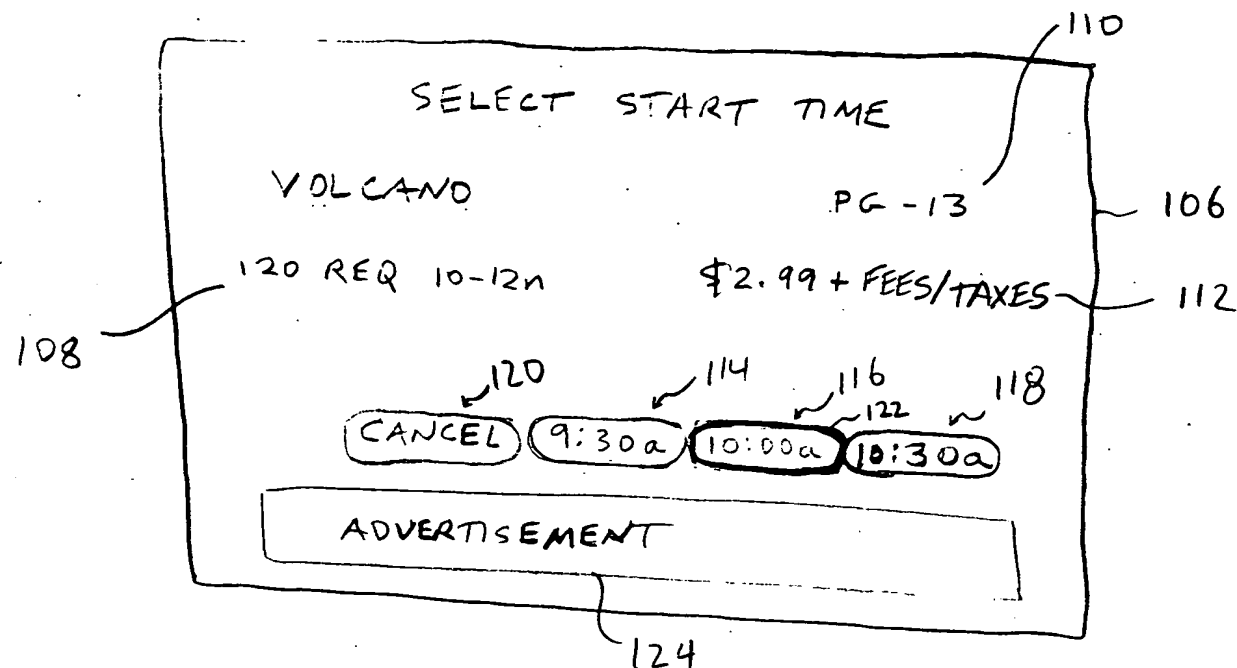 110
SELECT START TIME
VOLCANO PG-13
106
120 REQ 10-12n $2.99 + FEES/TAXES
112
108
120 114 116 118
122
CANCEL 9:30a 10:00a 10:30a
ADVERTISEMENT
124